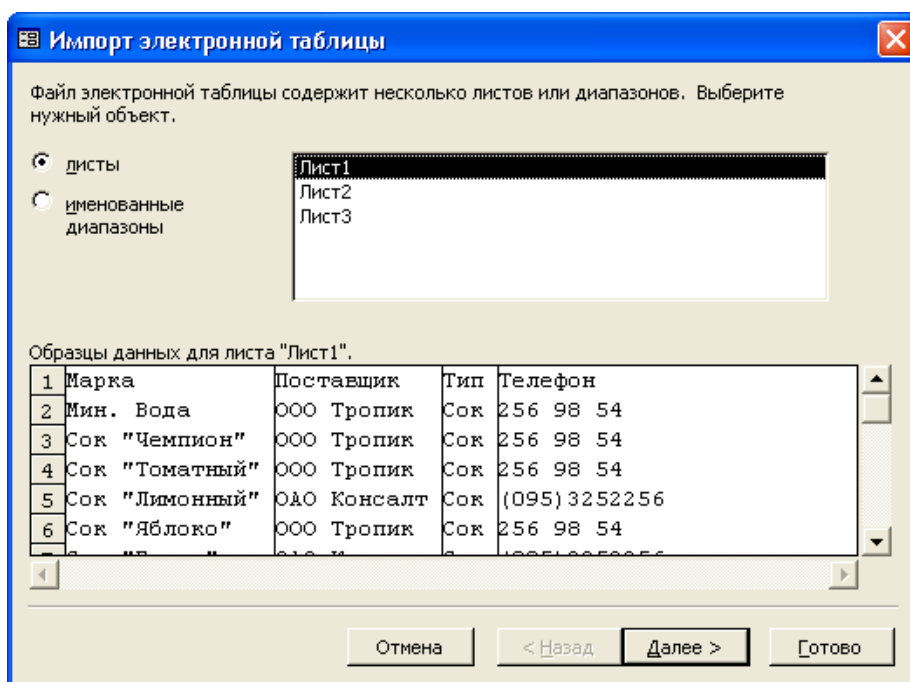 Импорт электронной таблицы
Файл электронной таблицы содержит несколько листов или диапазонов. Выберите
нужный объект.
листы
именованные
диапазоны
Лист1
Лист2
Лист3
Образцы данных для листа "Лист1".
1 Марка Поставщик Тип Телефон
2 Мин. Вода ООО Тропик Сок 256 98 54
3 Сок "Чемпион" ООО Тропик Сок 256 98 54
4 Сок "Томатный" ООО Тропик Сок 256 98 54
5 Сок "Лимонный" ОАО Консалт Сок (095)3252256
6 Сок "Яблоко" ООО Тропик Сок 256 98 54
Отмена < Назад Далее > Готово